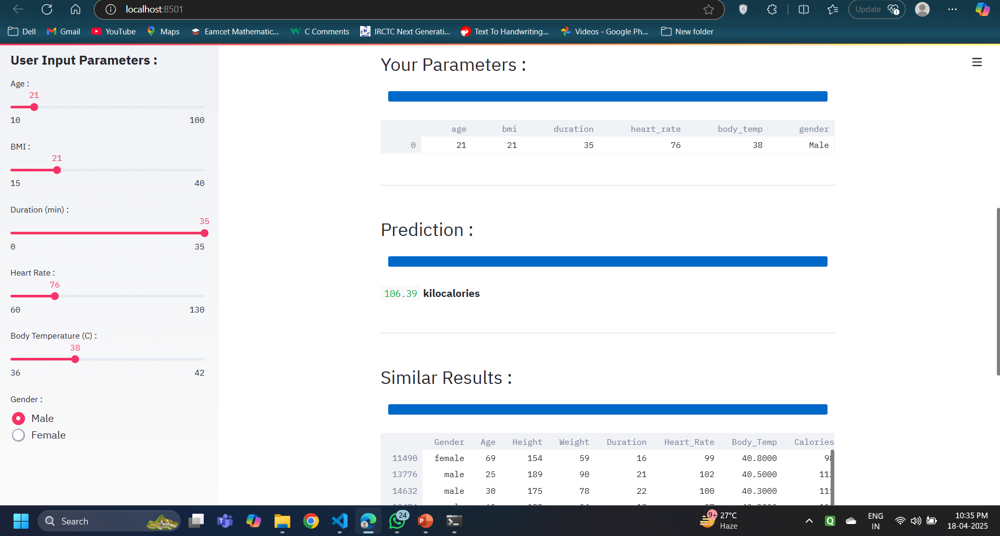 localhost:8501
Update
Dell
Gmail
YouTube
Maps
Eamcet Mathematic...
C Comments
IRCTC Next Generati...
Text To Handwriting...
Videos - Google Ph...
New folder
User Input Parameters :
Age :
21
10 100
BMI :
21
15 40
Duration (min) :
35
0 35
Heart Rate :
76
60 130
Body Temperature (C) :
38
36 42
Gender :
Male
Female
Your Parameters :
age bmi duration heart_rate body_temp gender
0 21 21 35 76 38 Male
Prediction :
106.39 kilocalories
Similar Results :
Gender Age Height Weight Duration Heart_Rate Body_Temp Calories
11490 female 69 154 59 16 99 40.8000
13776 male 25 189 90 21 102 40.5000
14632 male 30 175 78 22 100 40.3000
Search
24
9+
27°C
Haze
ENG
IN
10:35 PM
18-04-2025